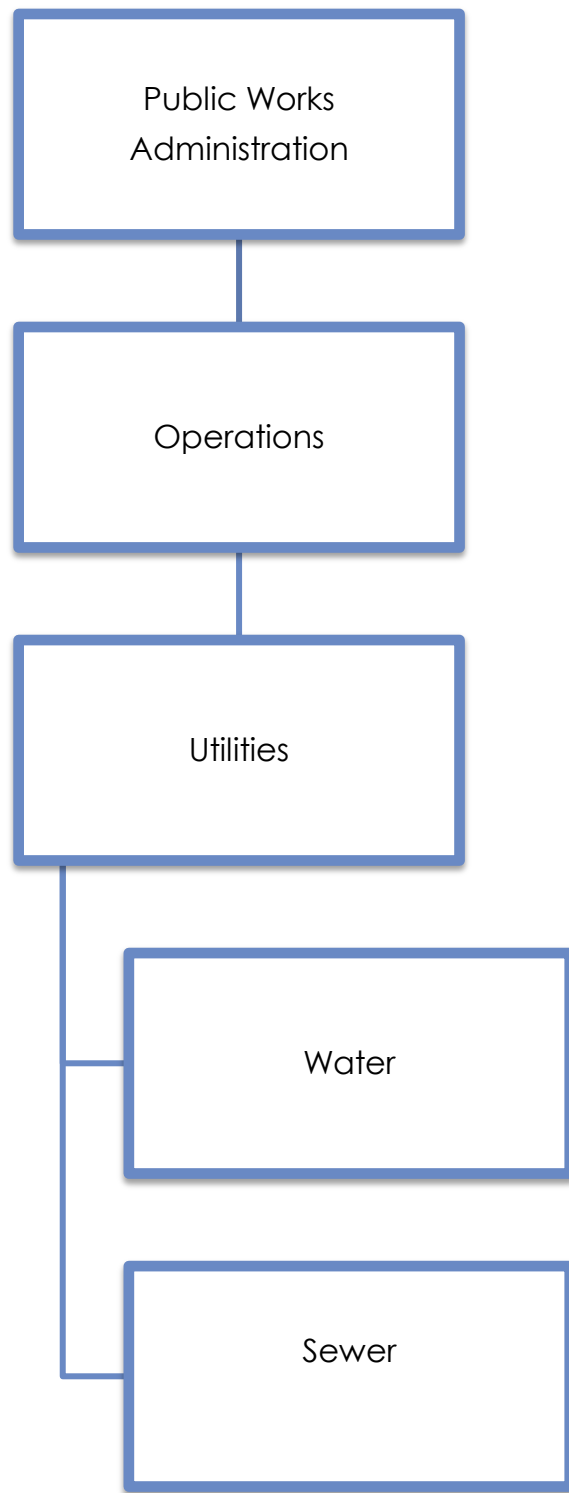 Public Works
Administration
Operations
Utilities
Water
Sewer